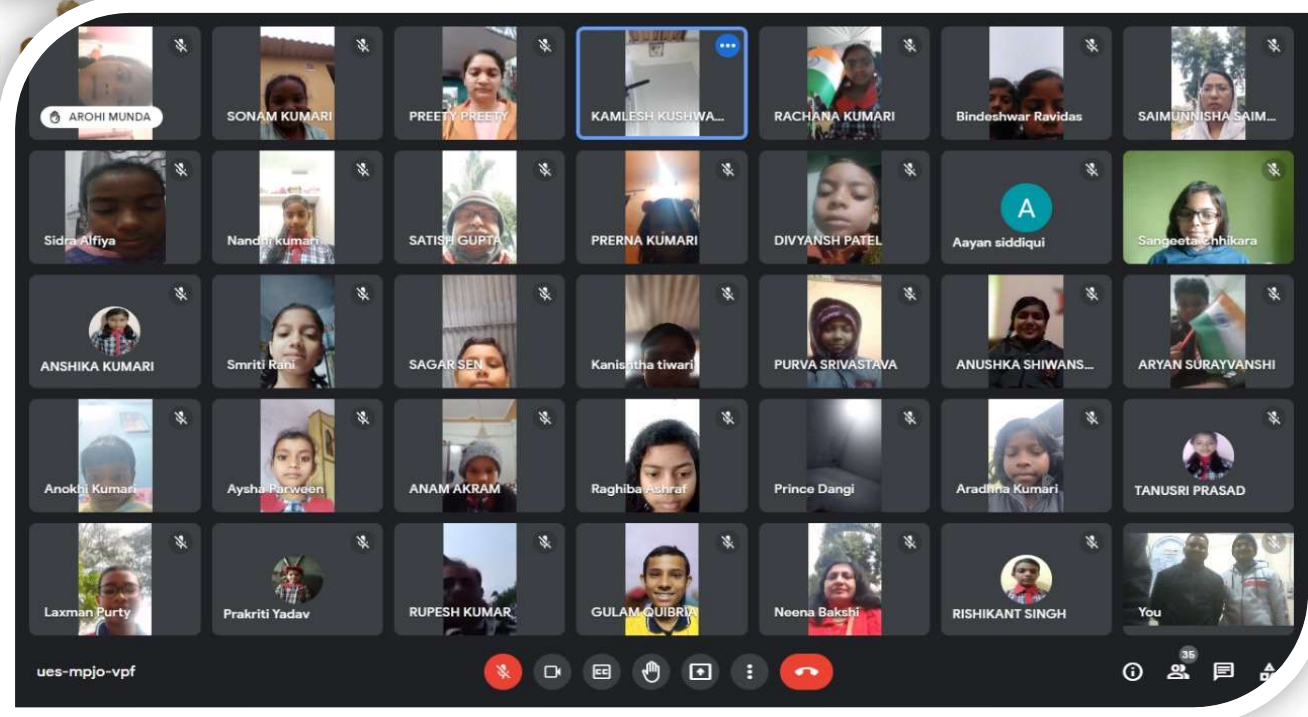 AROHI MUNDA
SONAM KUMARI
PREETY PREETY
KAMLESH KUSHWA...
RACHANA KUMARI
Bindeshwar Ravidas
SAIMUNNISHA SAIM...
Sidra Alfiya
Nandni kumari
SATISH GUPTA
PRERNA KUMARI
DIVYANSH PATEL
A
Aayan siddiqui
Sangeeta Chhikara
ANSHIKA KUMARI
Smriti Rani
SAGAR SEN
Kanishtha tiwari
PURVA SRIVASTAVA
ANUSHKA SHIWANS...
ARYAN SURAYVANSHI
Anokhi Kumari
Aysha Parween
ANAM AKRAM
Raghiba Ashraf
Prince Dangi
Aradhna Kumari
TANUSRI PRASAD
Laxman Purty
Prakriti Yadav
RUPESH KUMAR
GULAM QUIBRIA
Neena Bakshi
RISHIKANT SINGH
You
ues-mpjo-vpf
CC
35